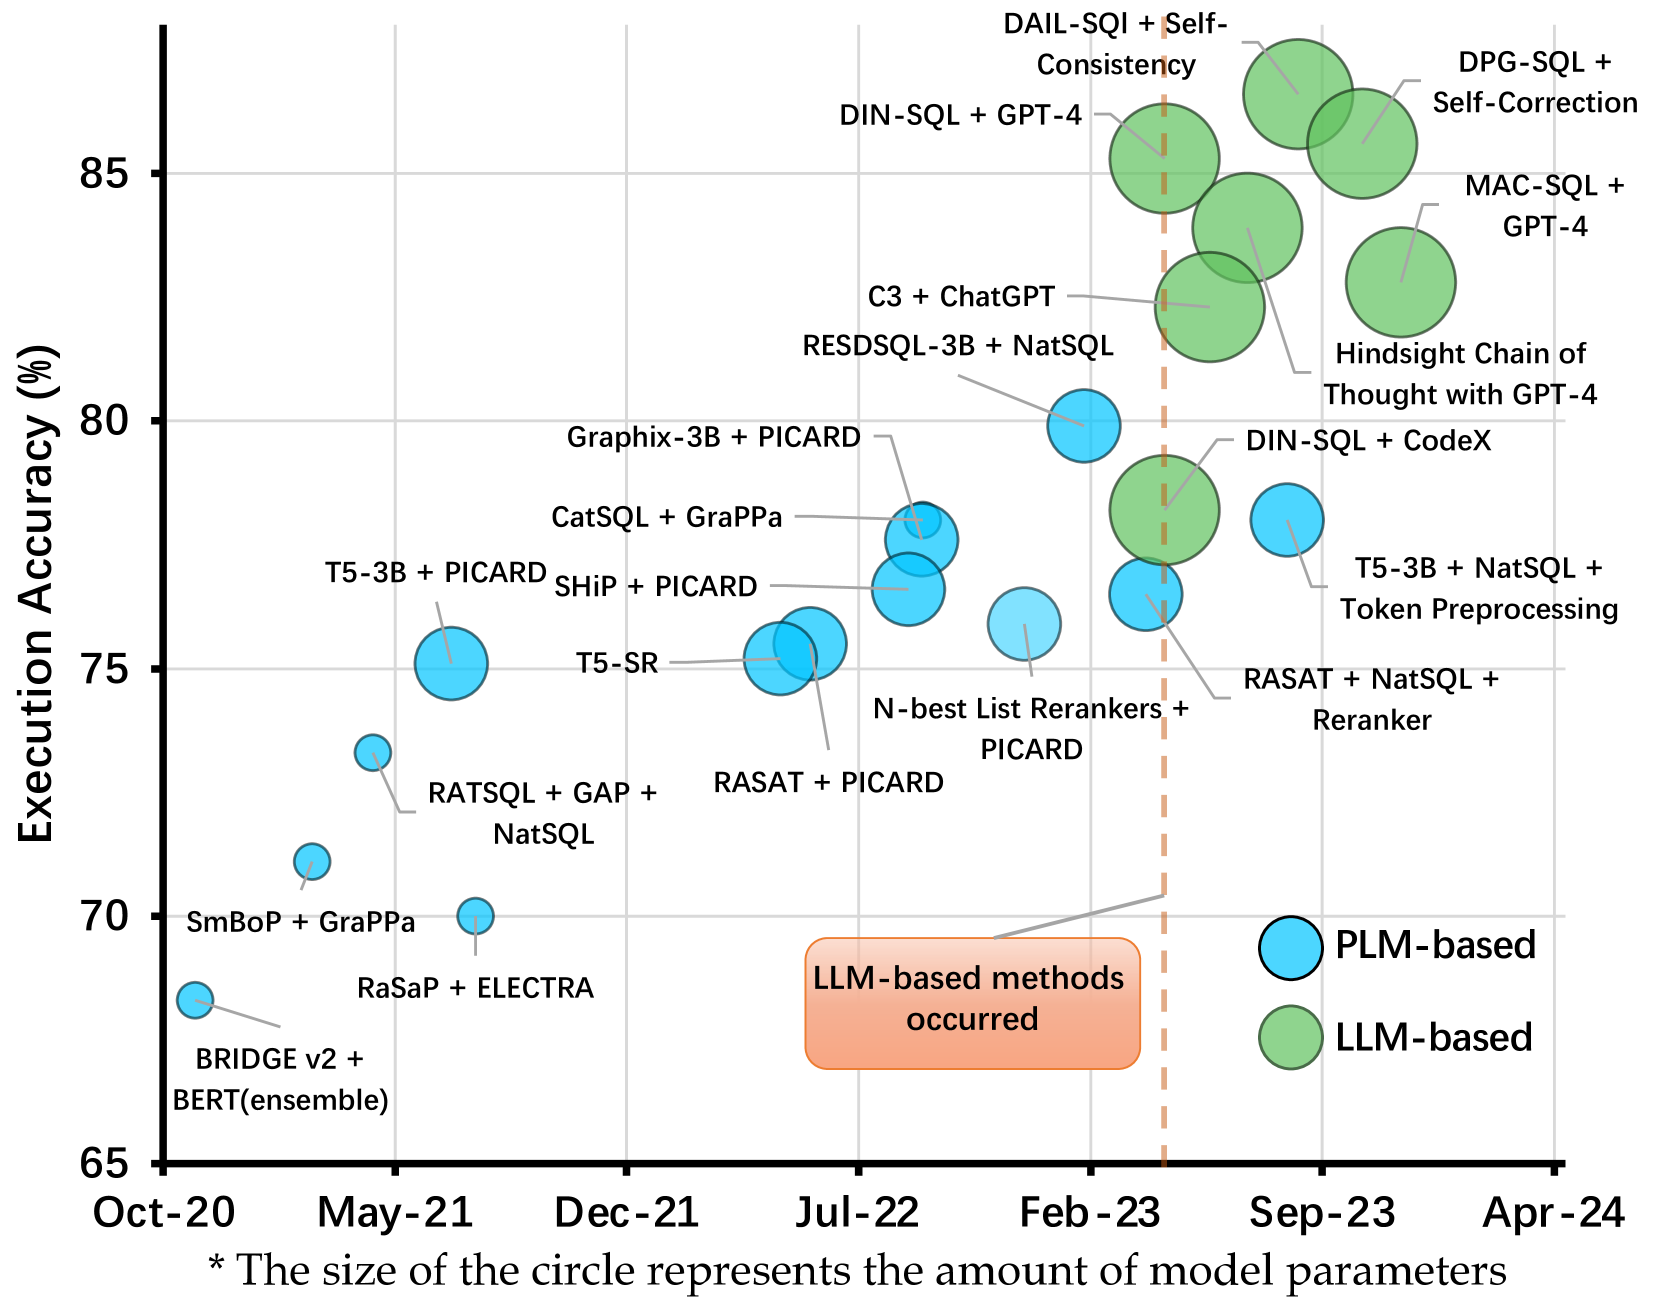 DAIL-SQl + Self-
Consistency
DPG-SQL +
Self-Correction
DIN-SQL + GPT-4
85
MAC-SQL +
GPT-4
C3 + ChatGPT
RESDSQL-3B + NatSQL
Hindsight Chain of
Thought with GPT-4
80
Graphix-3B + PICARD
DIN-SQL + CodeX
CatSQL + GraPPa
T5-3B + PICARD
SHiP + PICARD
T5-3B + NatSQL +
Token Preprocessing
T5-SR
75
RASAT + NatSQL +
Reranker
N-best List Rerankers +
PICARD
RASAT + PICARD
RATSQL + GAP +
NatSQL
Execution Accuracy (%)
SmBoP + GraPPa
70
RaSaP + ELECTRA
PLM-based
LLM-based methods
occurred
LLM-based
BRIDGE v2 +
BERT(ensemble)
65
Oct-20 May-21 Dec-21 Jul-22 Feb-23 Sep-23 Apr-24
* The size of the circle represents the amount of model parameters